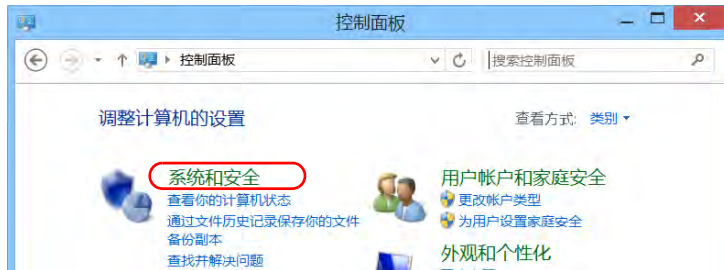 控制面板
控制面板
搜索控制面板
调整计算机的设置
查看方式: 类别
系统和安全
查看你的计算机状态
通过文件历史记录保存你的文件
备份副本
查找并解决问题
用户帐户和家庭安全
更改帐户类型
为用户设置家庭安全
外观和个性化